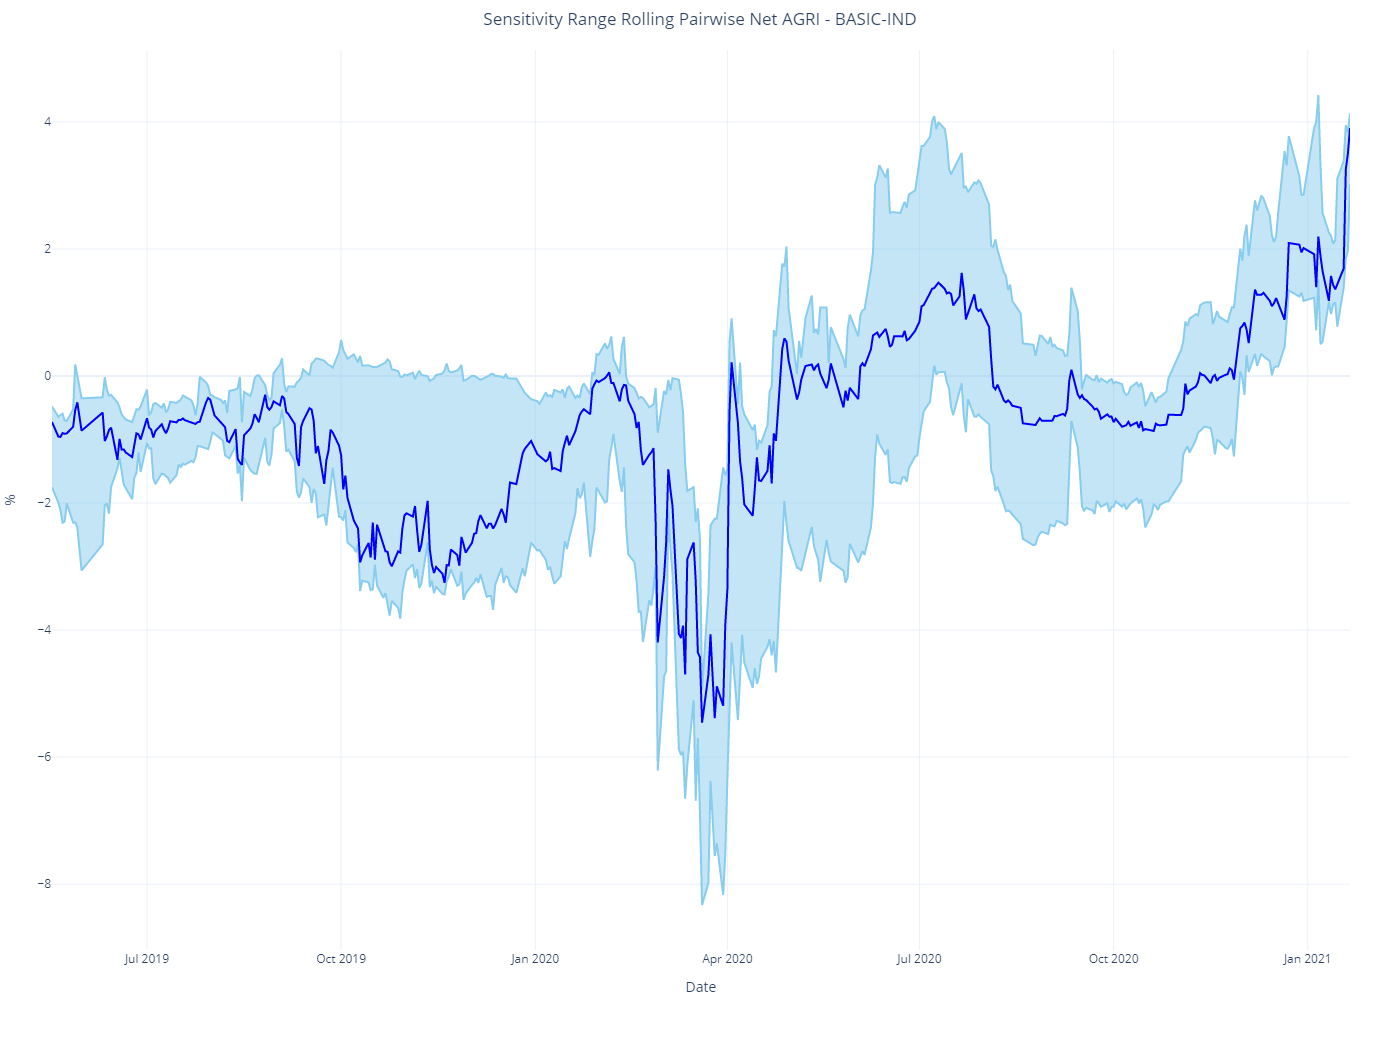 Sensitivity Range Rolling Pairwise Net AGRI - BASIC-IND
4
2
0
−2
−4
−6
−8
%
Jul 2019
Oct 2019
Jan 2020
Apr 2020
Jul 2020
Oct 2020
Jan 2021
Date